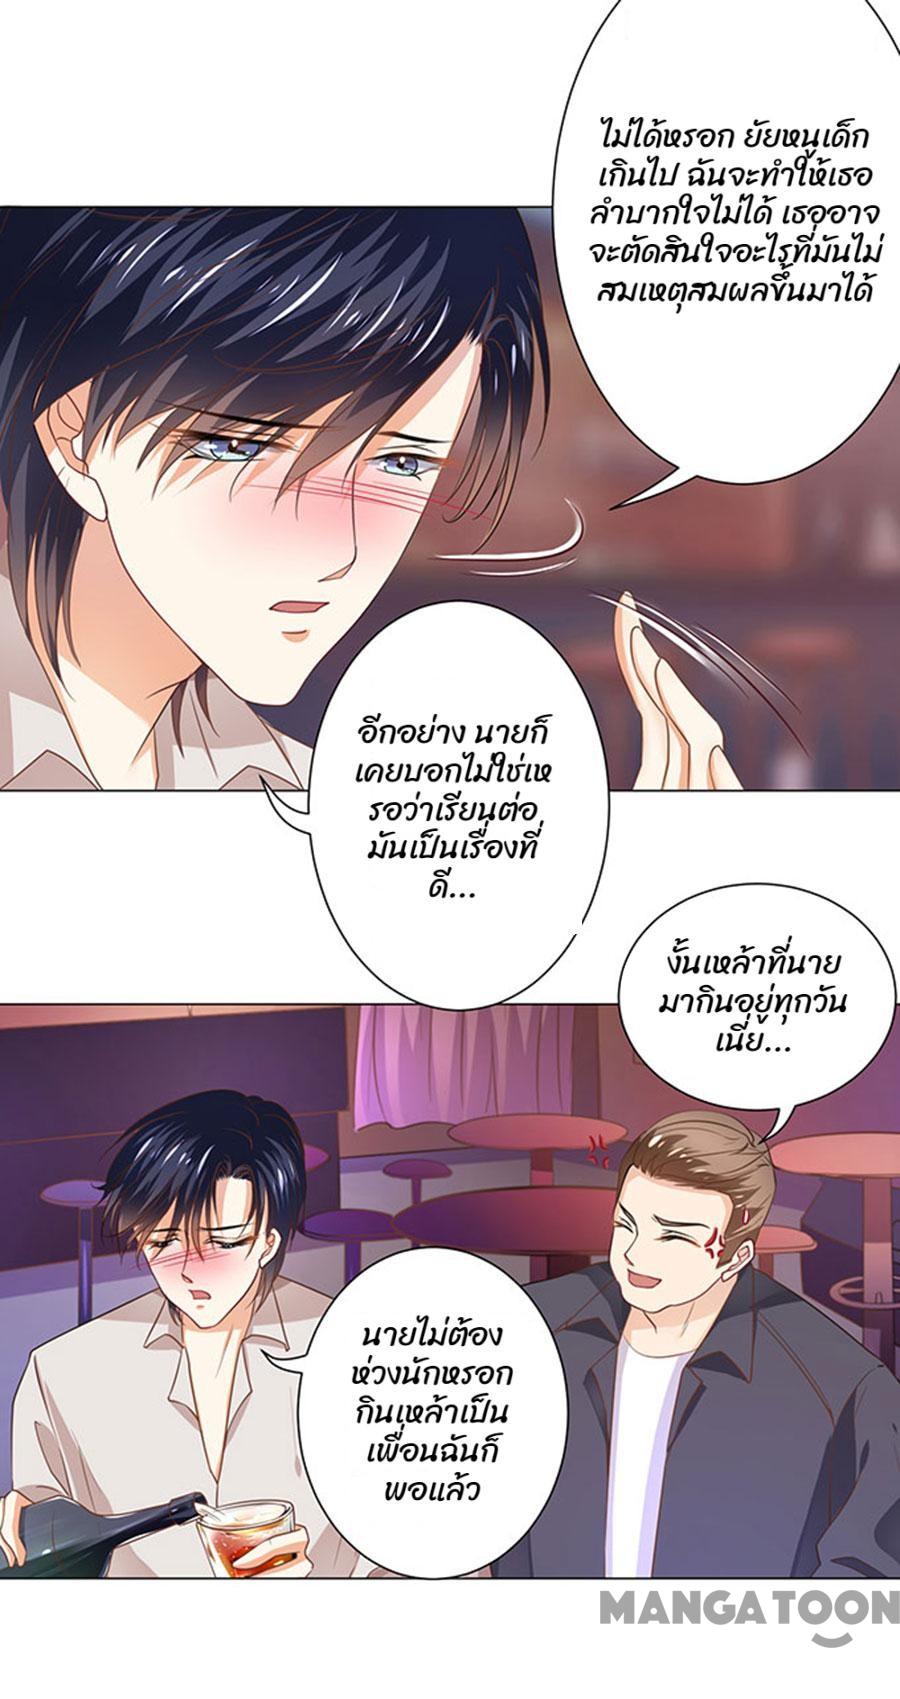 ไม่ได้หรอก ยัยหนูเด็ก
เกินไป ฉันจะทำให้เธอ
ลำบากใจไม่ได้ เธออาจ
จะตัดสินใจอะไรที่มันไม่
สมเหตุสมผลขึ้นมาได้
อีกอย่าง นายก็
เคยบอกไม่ใช่เห
รอว่าเรียนต่อ
มันเป็นเรื่องที่
ดี...
งั้นเหล้าที่นาย
มากินอยู่ทุกวัน
เนี่ย...
นายไม่ต้อง
ห่วงนักหรอก
กินเหล้าเป็น
เพื่อนฉันก็
พอแล้ว
MANGATOON